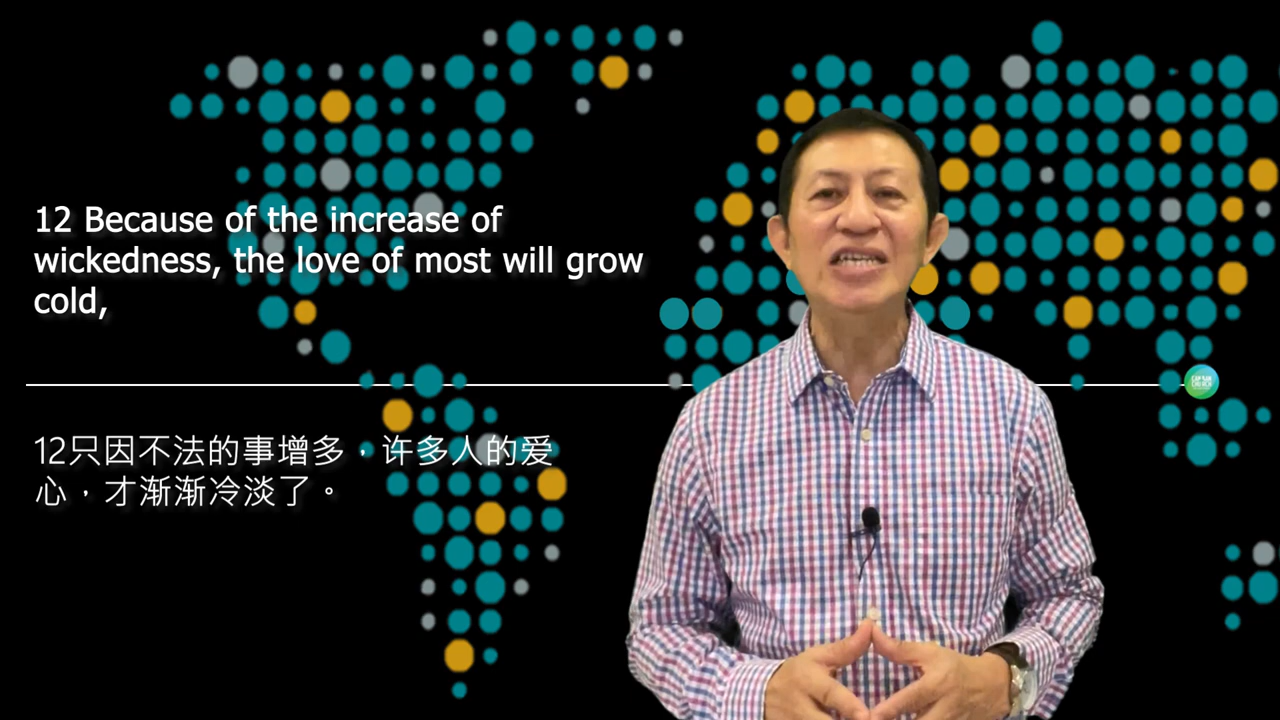 12 Because of the increase of
wickedness, the love of most will grow
cold,
12只因不法的事增多，许多人的爱
心，才渐渐冷淡了。